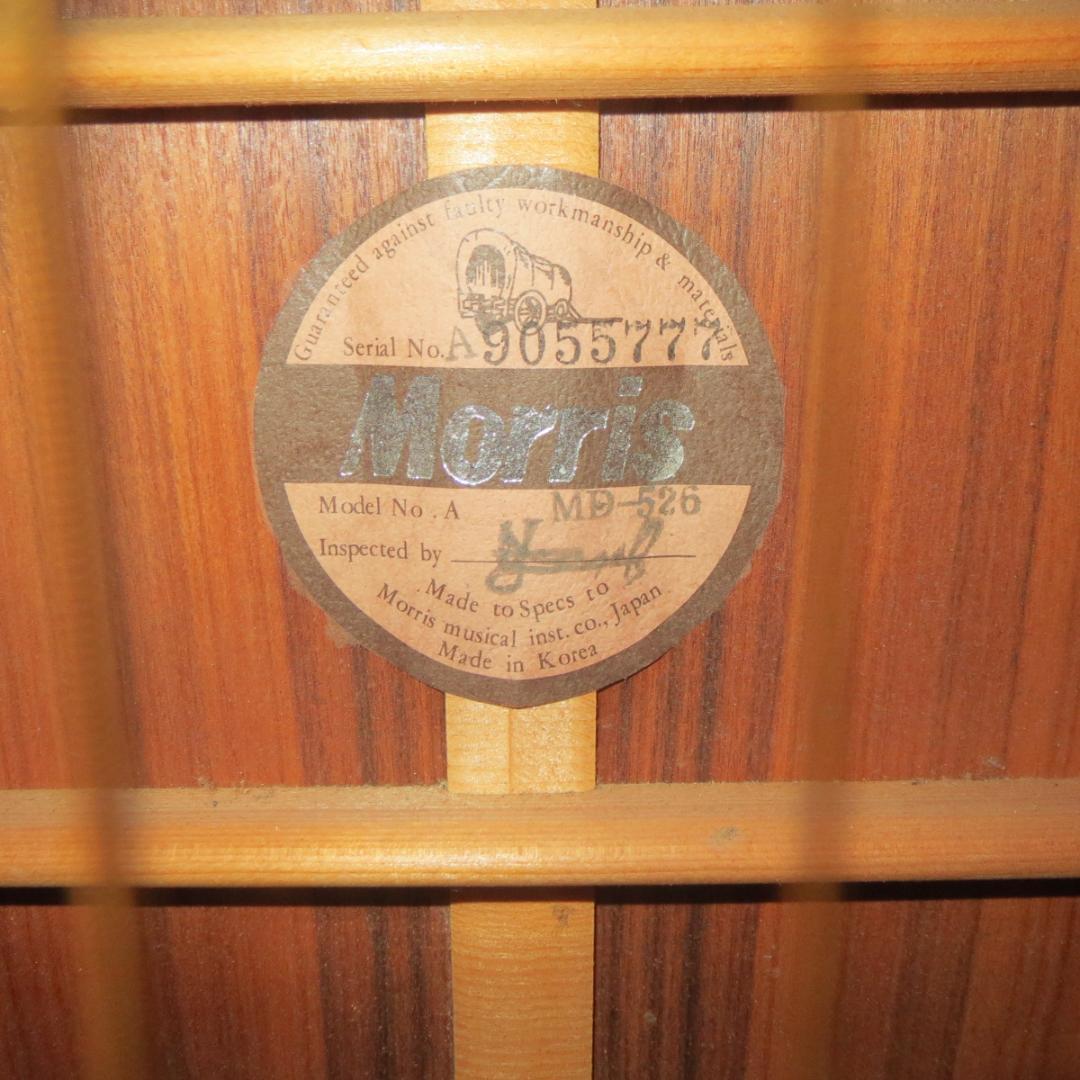 Guaranteed against faulty workmanship & materials
Serial No. A 9055777
Morris
Model No . A MD-526
Inspected by
Made to Specs to
Morris musical inst. co., Japan
Made in Korea